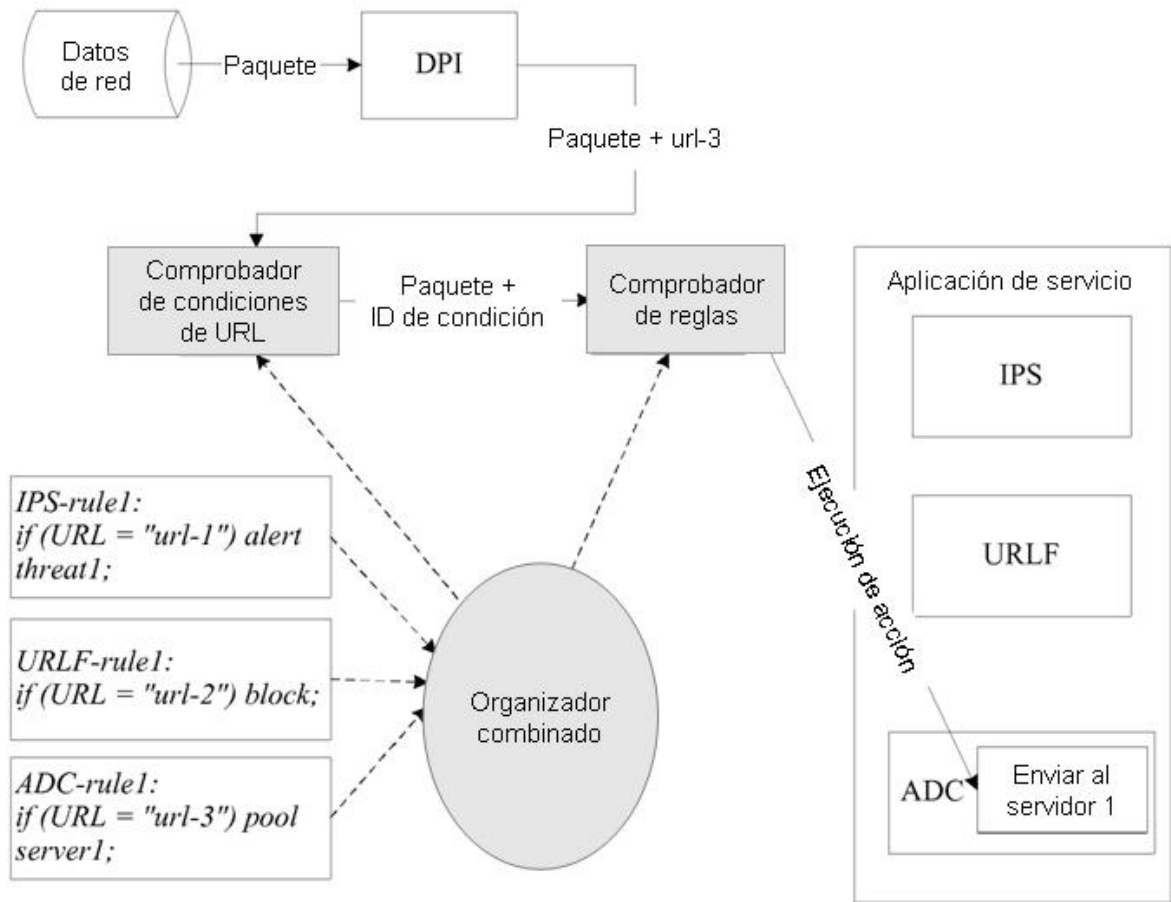 Datos
de red
Paquete
DPI
Paquete + url-3
Comprobador
de condiciones
de URL
Paquete +
ID de condición
Comprobador
de reglas
Aplicación de servicio
IPS
URLF
Ejecución de acción
ADC
Enviar al
servidor 1
IPS-rule1:
if (URL = "url-1") alert
threat1;
URLF-rule1:
if (URL = "url-2") block;
ADC-rule1:
if (URL = "url-3") pool
server1;
Organizador
combinado